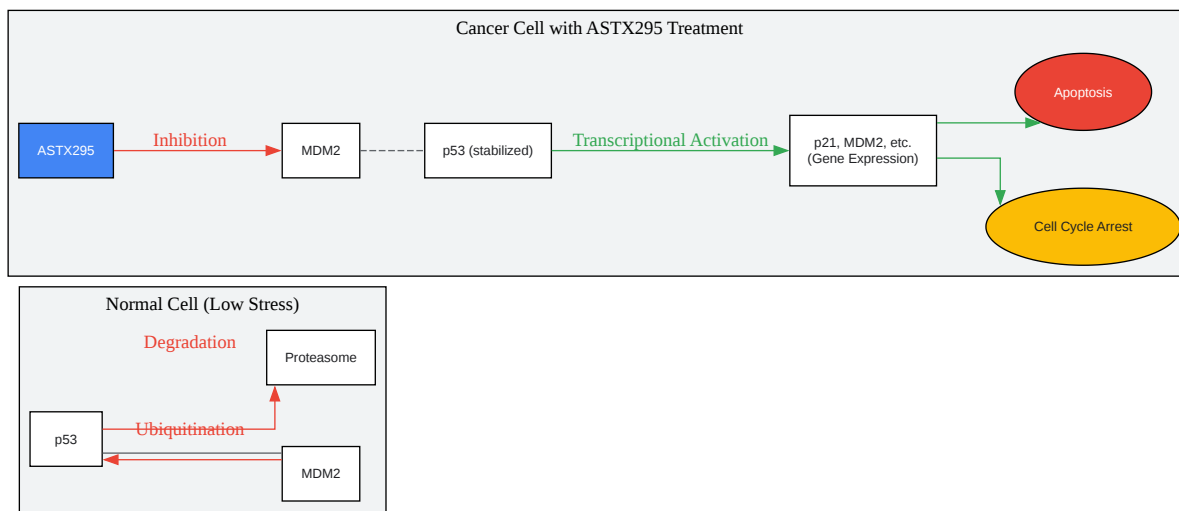 Cancer Cell with ASTX295 Treatment
Apoptosis
ASTX295
Inhibition
MDM2
p53 (stabilized)
Transcriptional Activation
p21, MDM2, etc.
(Gene Expression)
Cell Cycle Arrest
Normal Cell (Low Stress)
Degradation
Proteasome
p53
Ubiquitination
MDM2